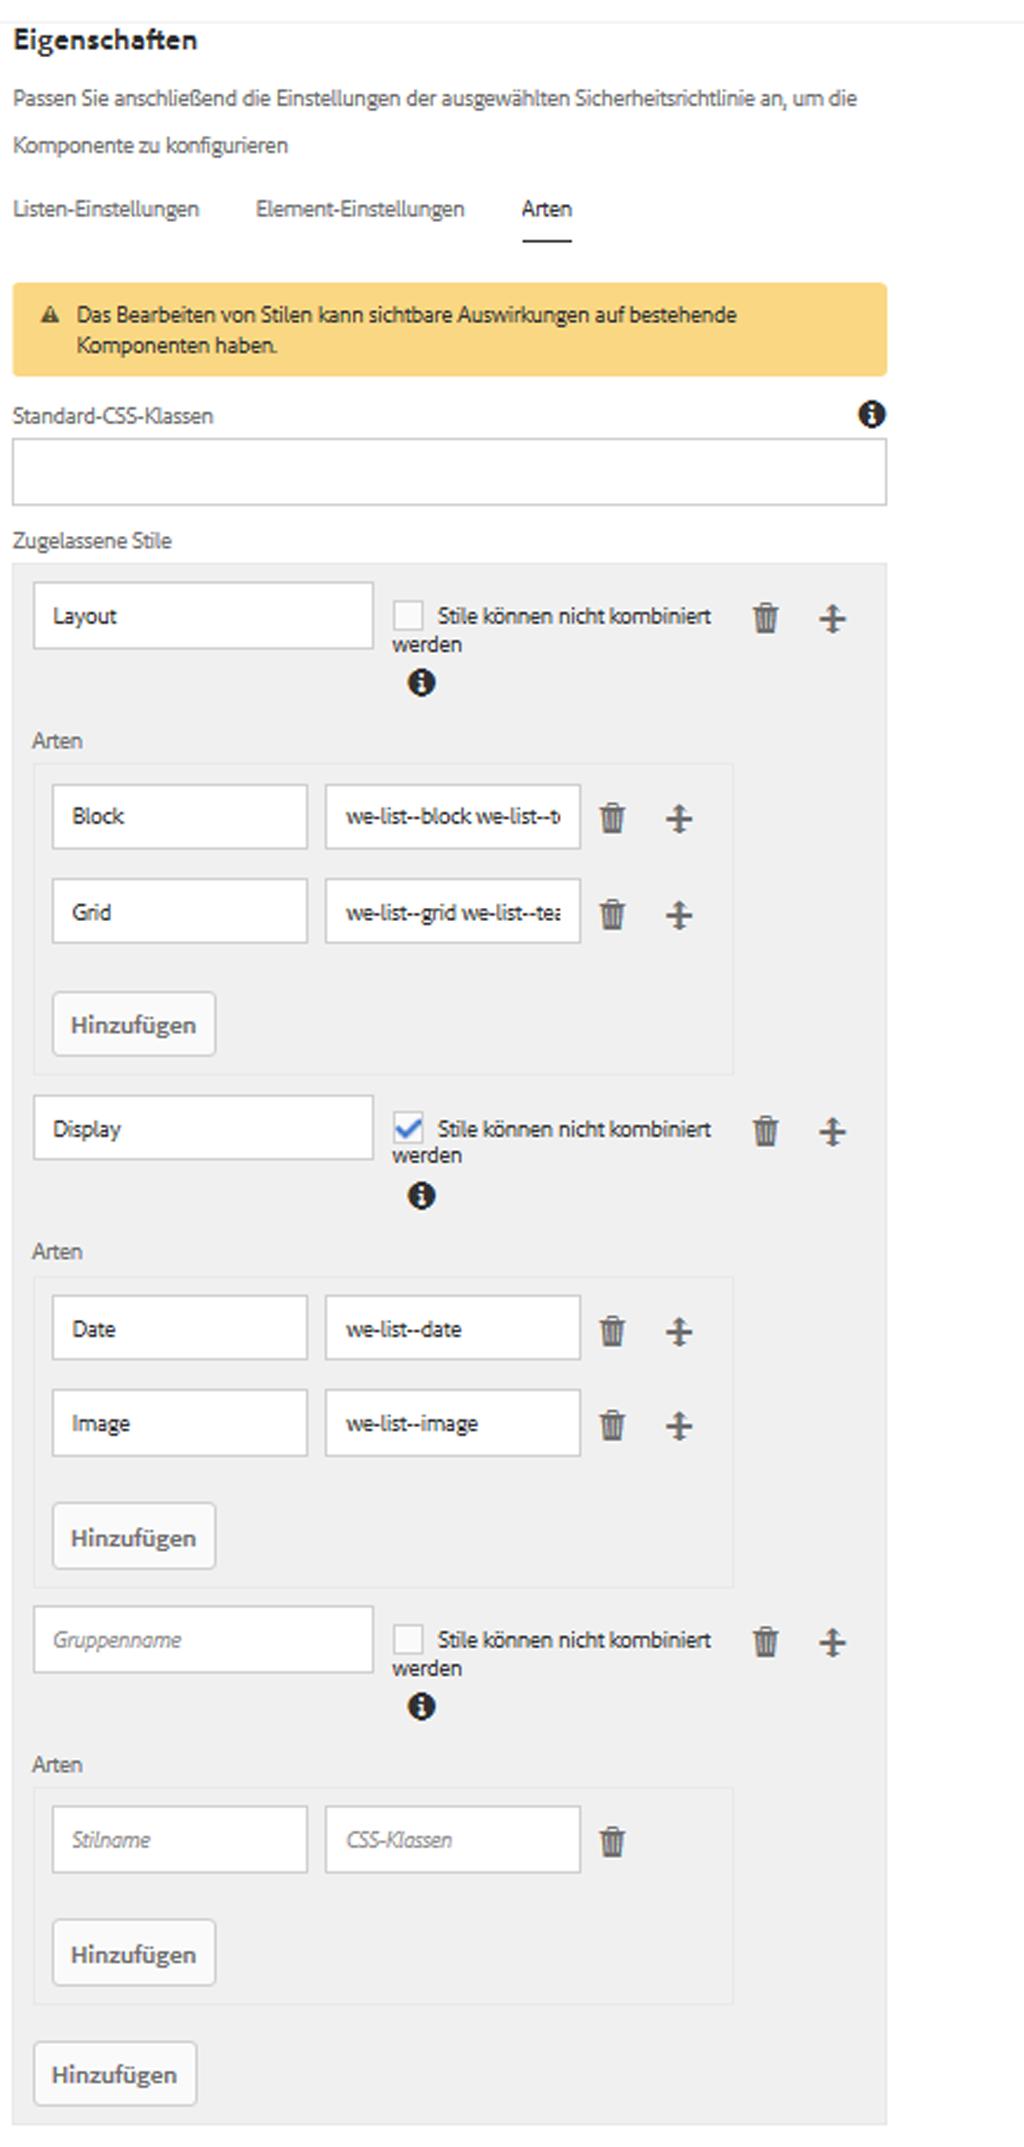 Eigenschaften
Passen Sie anschließend die Einstellungen der ausgewählten Sicherheitsrichtlinie an, um die
Komponente zu konfigurieren
Listen-Einstellungen Element-Einstellungen Arten
Das Bearbeiten von Stilen kann sichtbare Auswirkungen auf bestehende
Komponenten haben.
Standard-CSS-Klassen
Zugelassene Stile
Layout Stile können nicht kombiniert
werden
Arten
Block we-list--block we-list--t
Grid we-list--grid we-list--tea
Hinzufügen
Display Stile können nicht kombiniert
werden
Arten
Date we-list--date
Image we-list--image
Hinzufügen
Gruppenname Stile können nicht kombiniert
werden
Arten
Stilname CSS-Klassen
Hinzufügen
Hinzufügen